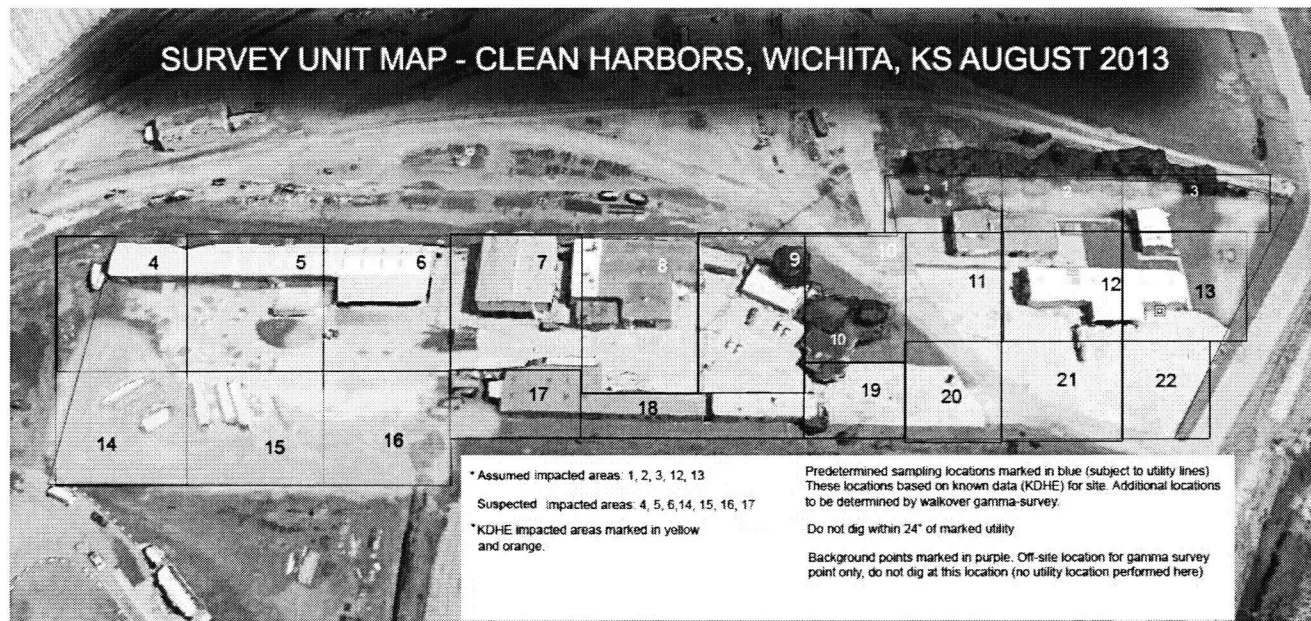 SURVEY UNIT MAP - CLEAN HARBORS, WICHITA, KS AUGUST 2013
1
2
3
4
5
6
7
8
9
10
11
12
13
10
14
15
16
17
18
19
20
21
22
* Assumed impacted areas: 1, 2, 3, 12, 13
Suspected impacted areas: 4, 5, 6,14, 15, 16, 17
*KDHE impacted areas marked in yellow
and orange.
Predetermined sampling locations marked in blue (subject to utility lines)
These locations based on known data (KDHE) for site. Additional locations
to be determined by walkover gamma-survey.
Do not dig within 24" of marked utility
Background points marked in purple. Off-site location for gamma survey
point only, do not dig at this location (no utility location performed here)